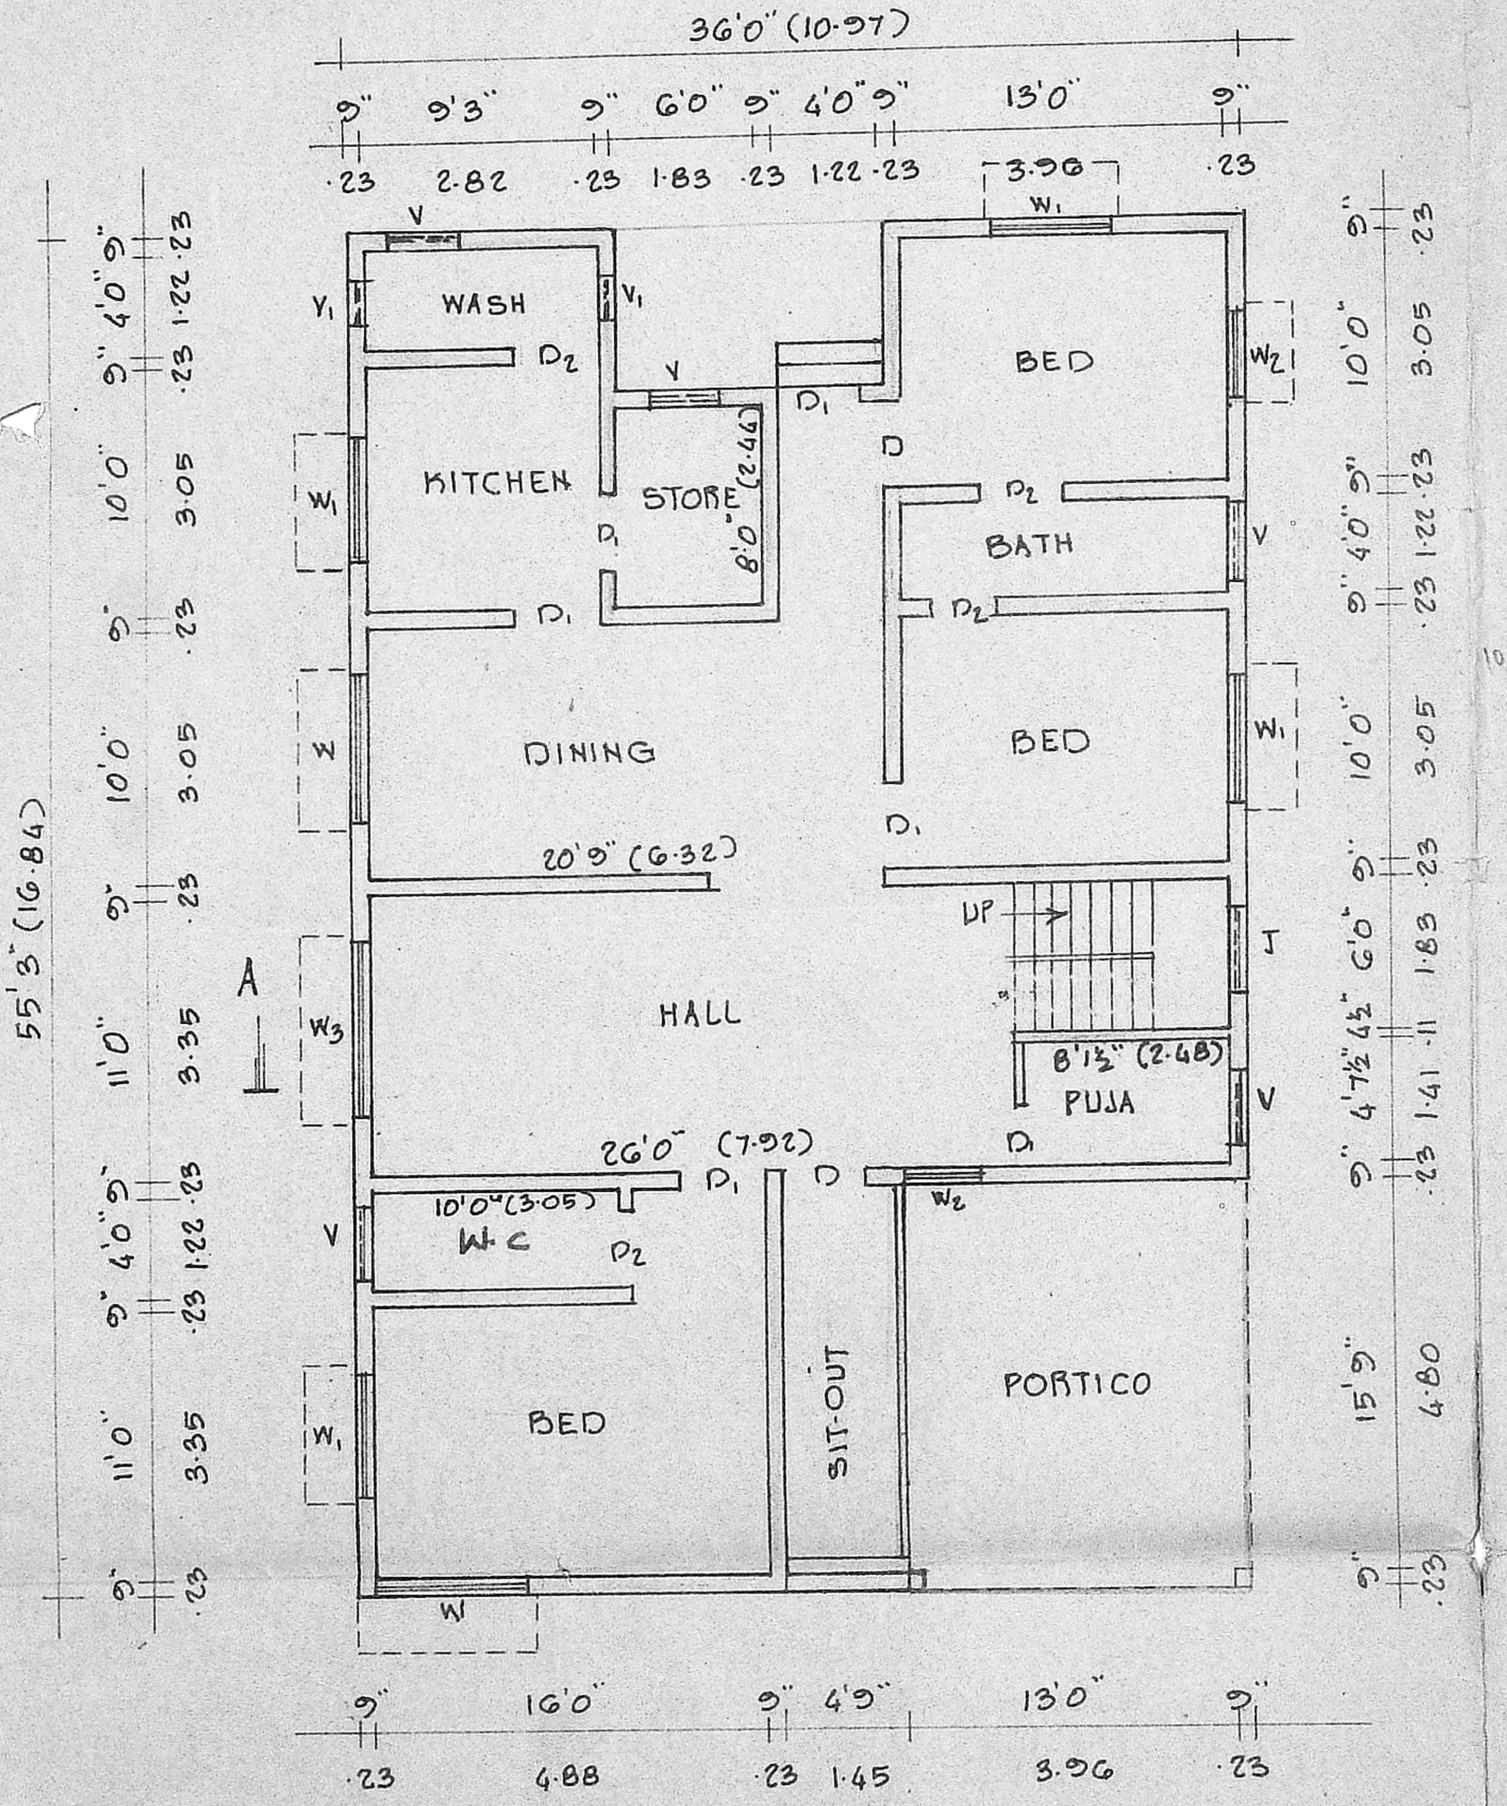 36'0" (10.97)
9" 9'3" 9" 6'0" 9" 4'0" 9" 13'0" 9"
.23 2.82 .23 1.83 .23 1.22 .23 3.96 .23
V W1
9" 4'0" 9" 10'0" 9" 10'0" 9" 11'0" 9" 4'0" 9" 11'0" 9"
.23 1.22 .23 3.05 .23 3.05 .23 3.35 .23 1.22 .23 3.35 .23
55'3" (16.84)
9" 10'0" 9" 4'0" 9" 10'0" 9" 6'0" 4½" 4'7½" 9" 15'9" 9"
.23 3.05 .23 1.22 .23 3.05 .23 1.83 .11 1.41 .23 4.80 .23
V1 WASH V1
D2 BED W2
V
D1
D
W1 KITCHEN STORE 8'0" (2.44) D2
D1 BATH V
D1 D2
10
W DINING BED W1
D1
20'9" (6.32)
UP
J
A
W3 HALL
8'1½" (2.48)
PUJA V
D1
26'0" (7.92)
D1 D
10'0" (3.05) W2
V W.C D2
SIT-OUT
PORTICO
W1 BED
W
9" 16'0" 9" 4'9" 13'0" 9"
.23 4.88 .23 1.45 3.96 .23